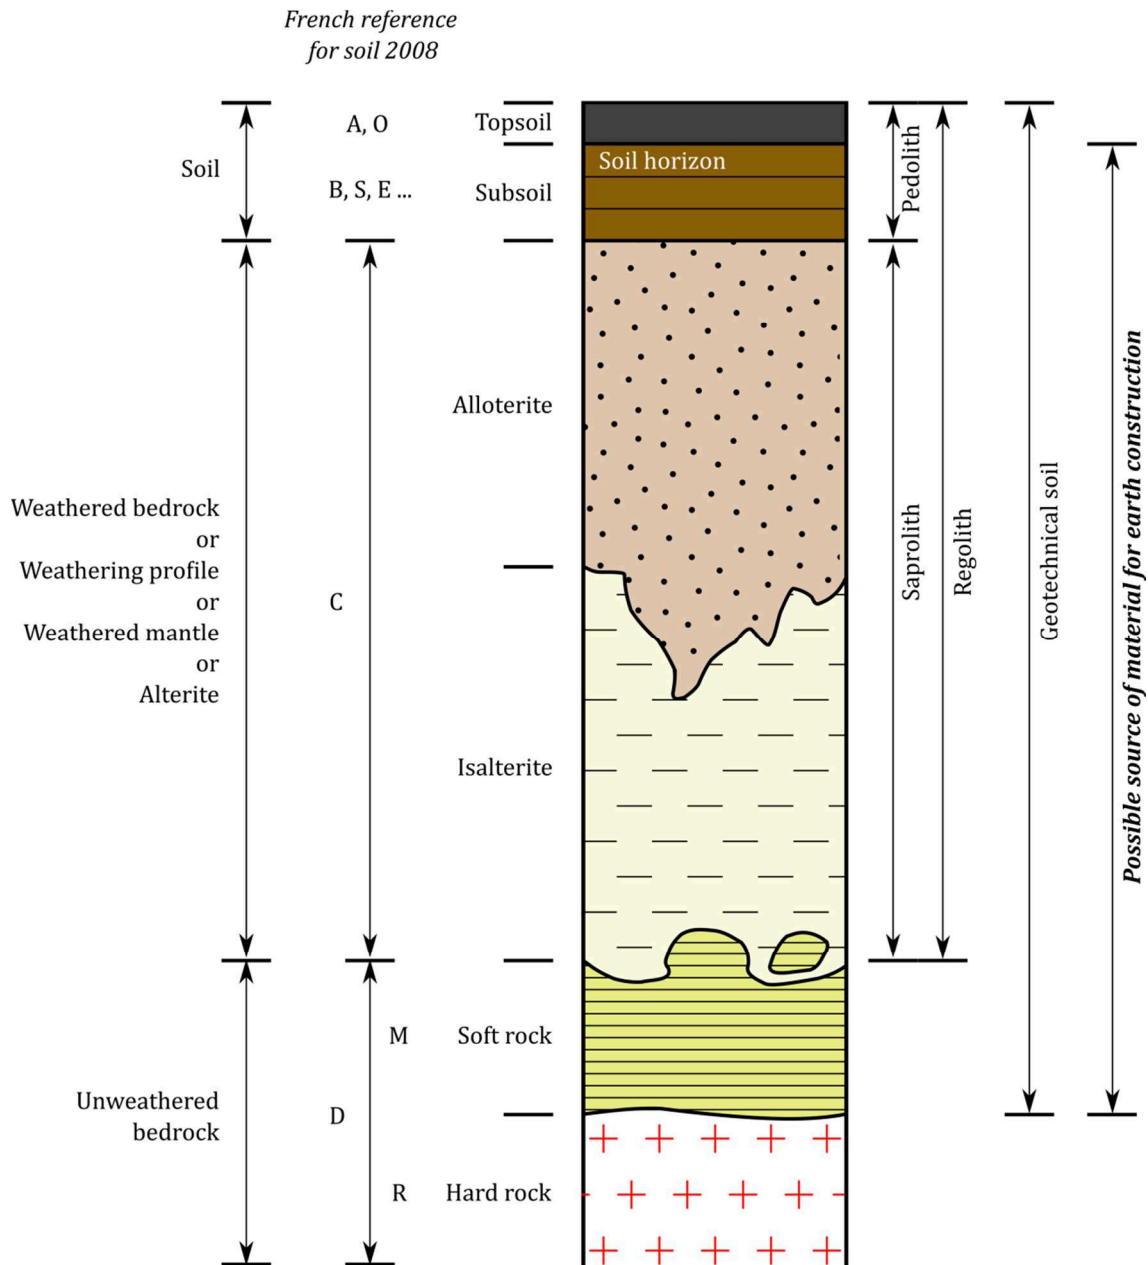 French reference
for soil 2008
A, O
Topsoil
Soil
Soil horizon
B, S, E ...
Subsoil
Pedolith
Alloterite
Weathered bedrock
or
Weathering profile
or
Weathered mantle
or
Alterite
C
Saprolith
Regolith
Geotechnical soil
Possible source of material for earth construction
Isalterite
M
Soft rock
Unweathered
bedrock
D
R
Hard rock